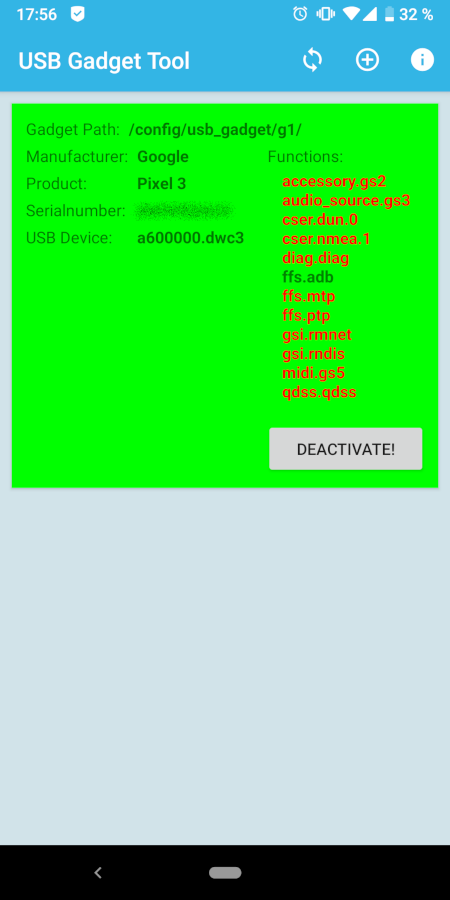 17:56 32 %
USB Gadget Tool
Gadget Path: /config/usb_gadget/g1/
Manufacturer: Google
Functions:
Product: Pixel 3
Serialnumber:
USB Device: a600000.dwc3
accessory.gs2
audio_source.gs3
cser.dun.0
cser.nmea.1
diag.diag
ffs.adb
ffs.mtp
ffs.ptp
gsi.rmnet
gsi.rndis
midi.gs5
qdss.qdss
DEACTIVATE!